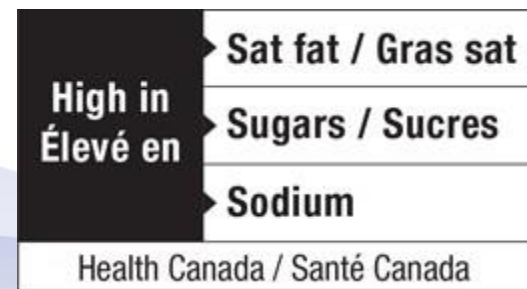 High in
Élevé en
Sat fat / Gras sat
Sugars / Sucres
Sodium
Health Canada / Santé Canada